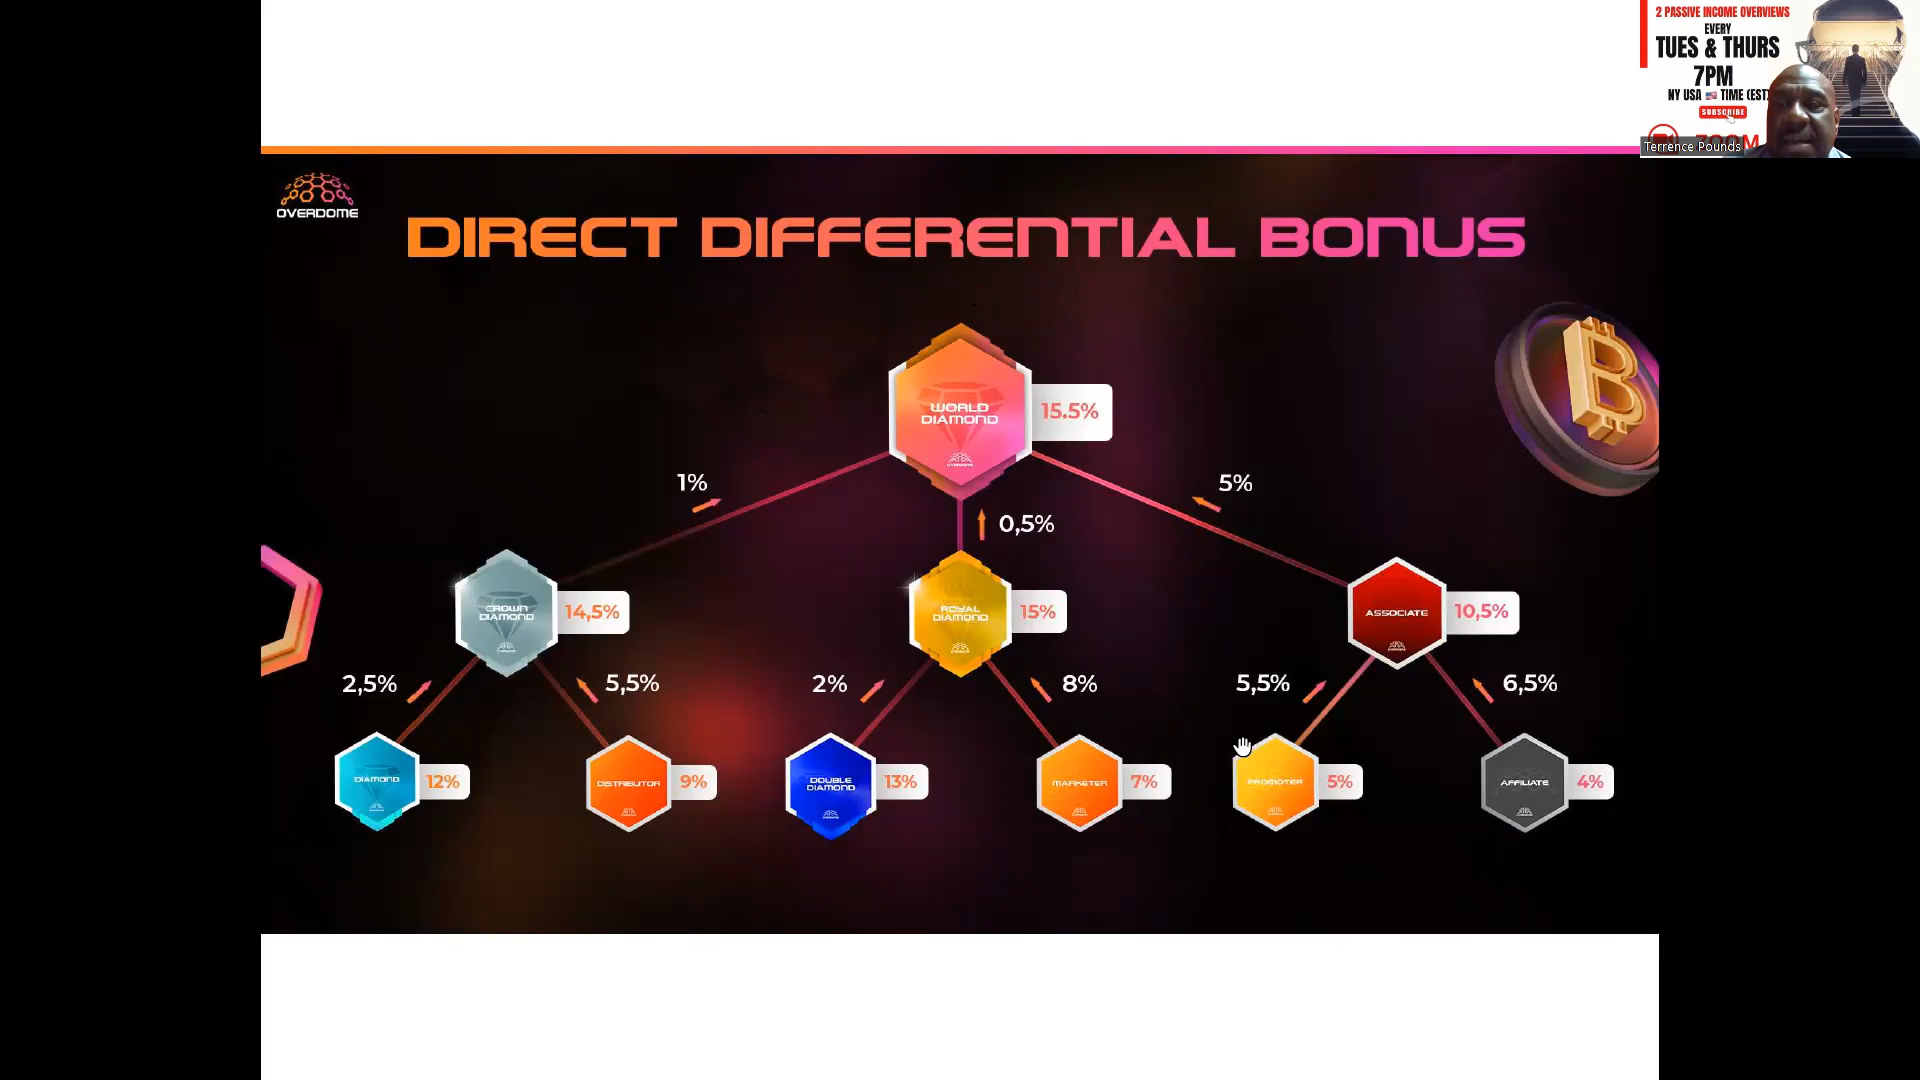 2 PASSIVE INCOME OVERVIEWS
EVERY
TUES & THURS
7PM
NY USA TIME (EST)
SUBSCRIBE
ZOOM
Terrence Pounds
OVERDOME
DIRECT DIFFERENTIAL BONUS
WORLD
DIAMOND
15.5%
1%
0,5%
5%
CROWN
DIAMOND
14,5%
ROYAL
DIAMOND
15%
ASSOCIATE
10,5%
2,5%
5,5%
2%
8%
5,5%
6,5%
DIAMOND
12%
DISTRIBUTOR
9%
DOUBLE
DIAMOND
13%
MARKETER
7%
PROMOTER
5%
AFFILIATE
4%